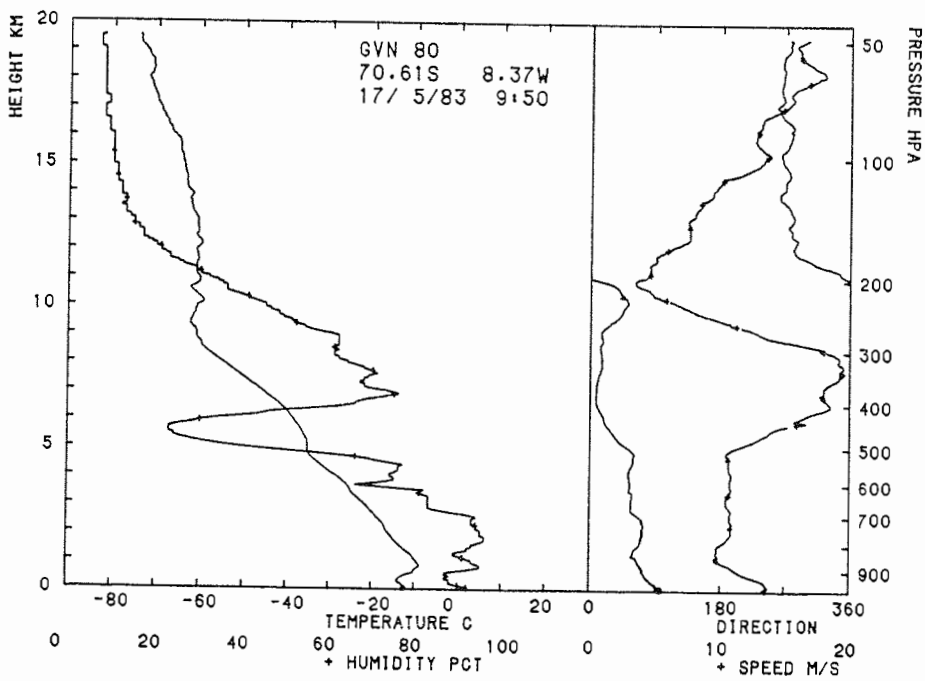 HEIGHT KM
20
15
10
5
0
GVN 80
70.61S 8.37W
17/ 5/83 9:50
PRESSURE HPA
50
100
200
300
400
500
600
700
900
-80 -60 -40 -20 0 20
TEMPERATURE C
0 20 40 60 80 100
+ HUMIDITY PCT
0 180 360
DIRECTION
0 10 20
+ SPEED M/S